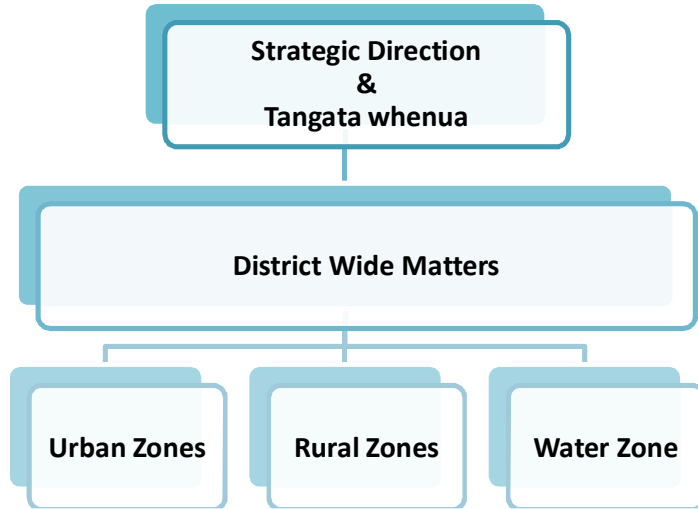 Strategic Direction
&
Tangata whenua
District Wide Matters
Urban Zones
Rural Zones
Water Zone